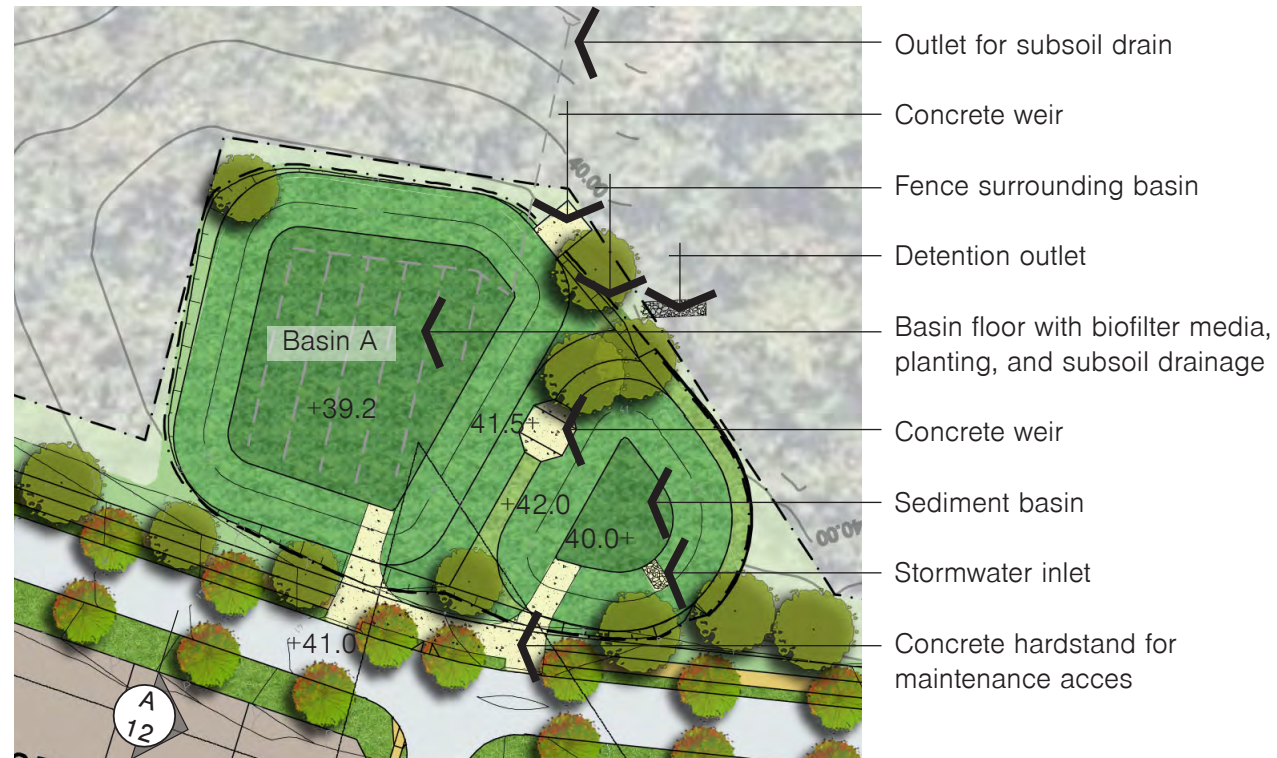 Outlet for subsoil drain
Concrete weir
Fence surrounding basin
Detention outlet
Basin floor with biofilter media,
planting, and subsoil drainage
Concrete weir
Sediment basin
Stormwater inlet
Concrete hardstand for
maintenance acces
40.00
Basin A
+39.2
41.5+
+42.0
40.0+
40.00
+41.0
A
12